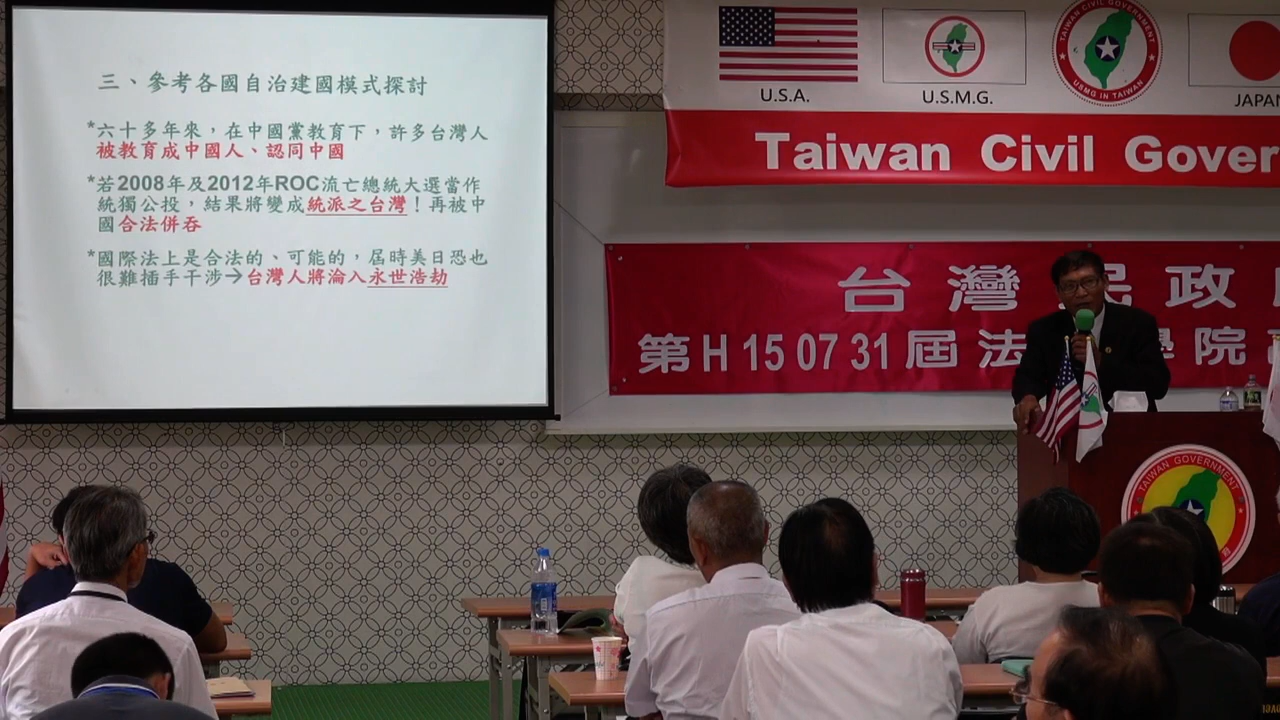 三、參考各國自治建國模式探討
*六十多年來，在中國黨教育下，許多台灣人
被教育成中國人、認同中國
*若2008年及2012年ROC流亡總統大選當作
統獨公投，結果將變成統派之台灣！再被中
國合法併吞
*國際法上是合法的、可能的，屆時美日恐也
很難插手干涉→台灣人將淪入永世浩劫
U.S.A.
U.S.M.G.
TAIWAN CIVIL GOVERNMENT
USMG IN TAIWAN
JAPAN
Taiwan Civil Gover
台灣民政
第H 15 07 31屆法 學院
TAIWAN GOVERNMENT